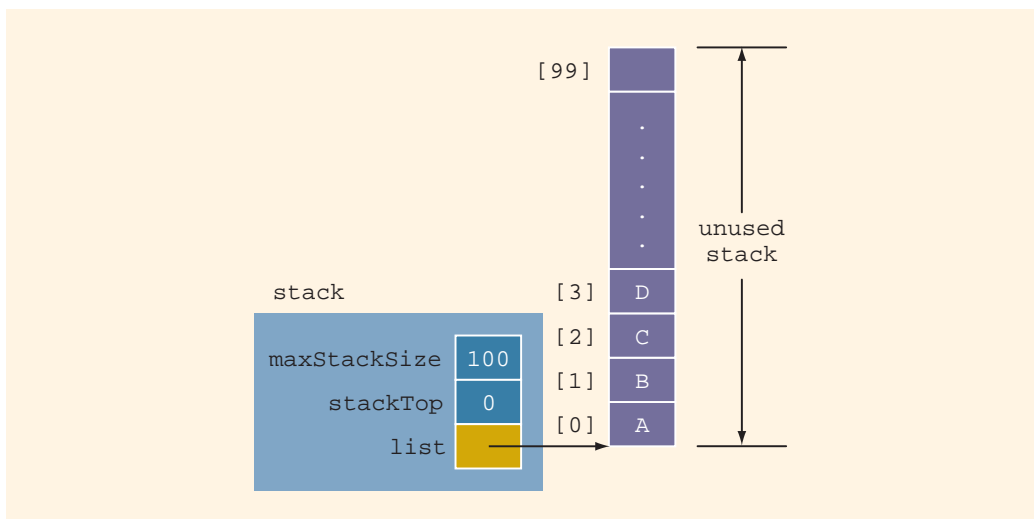 [99]
.
.
.
.
.
unused
stack
stack
[3] D
[2] C
maxStackSize 100
[1] B
stackTop 0
[0] A
list